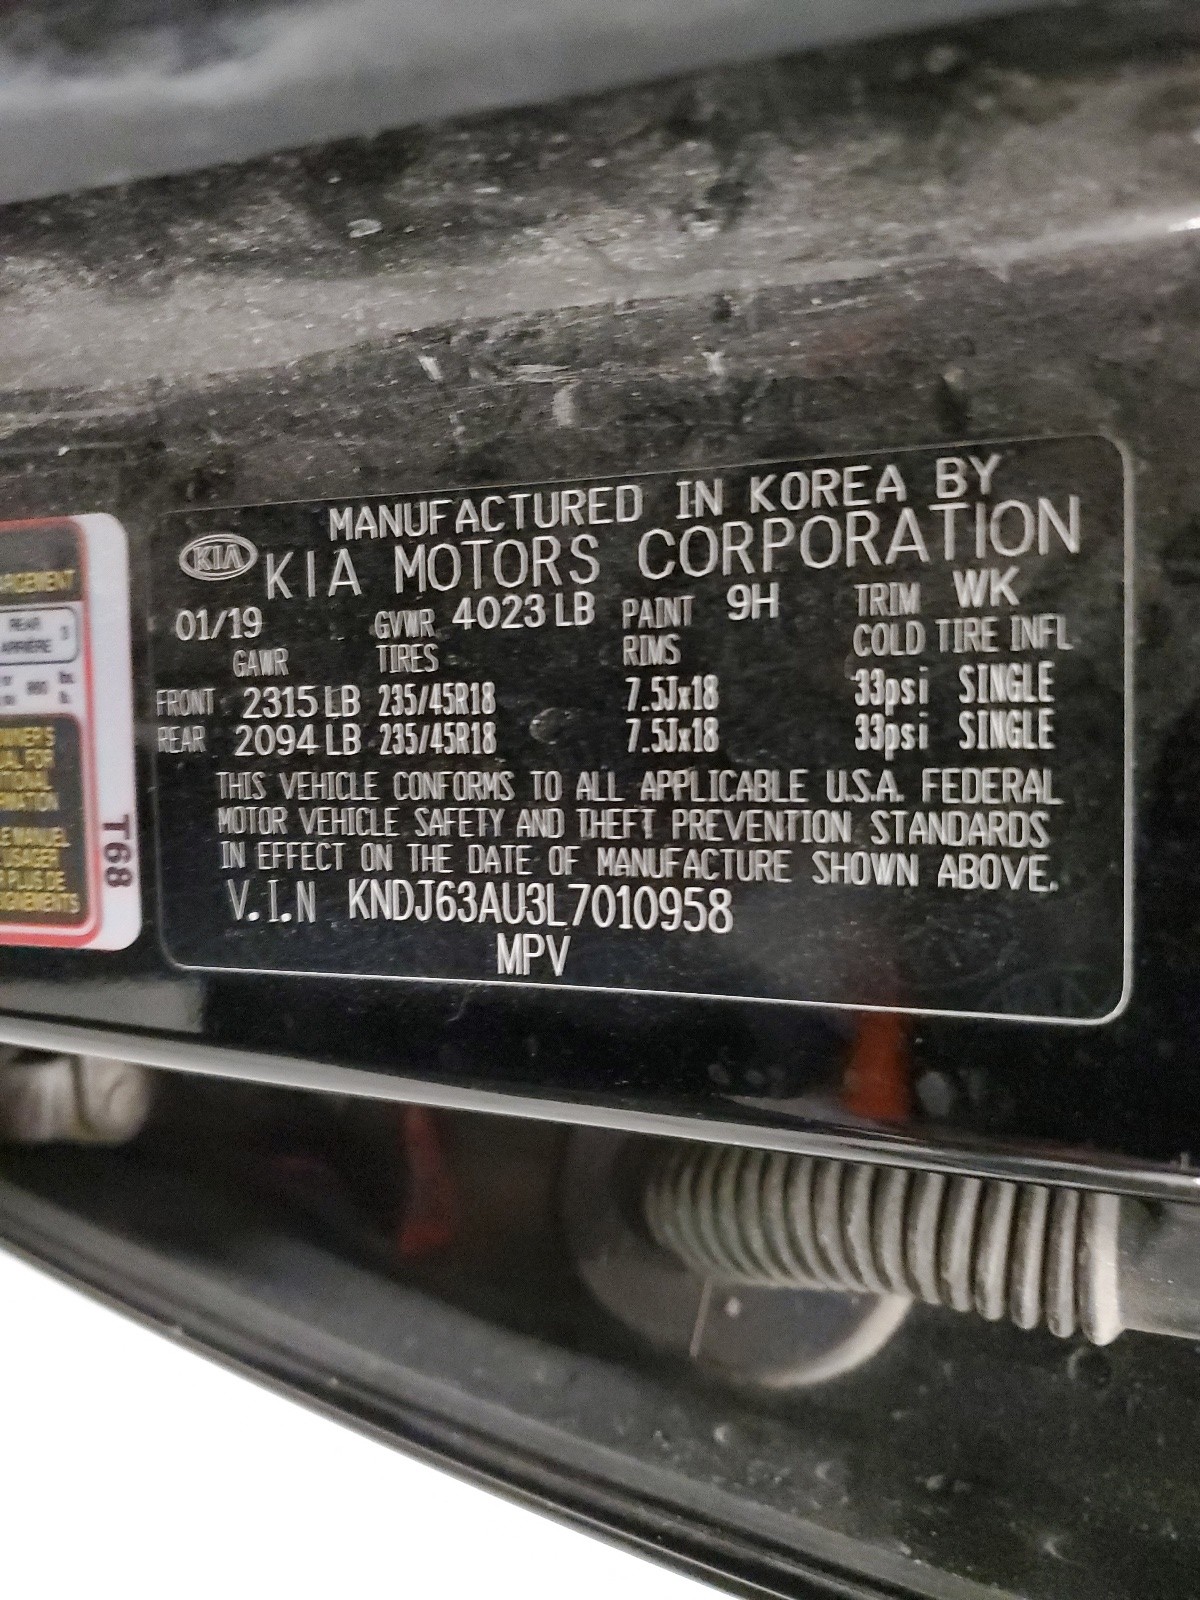 MANUFACTURED IN KOREA BY
KIA KIA MOTORS CORPORATION
01/19 GVWR 4023 LB PAINT 9H TRIM WK
GAWR TIRES RIMS COLD TIRE INFL
FRONT 2315 LB 235/45R18 7.5Jx18 33psi SINGLE
REAR 2094 LB 235/45R18 7.5Jx18 33psi SINGLE
THIS VEHICLE CONFORMS TO ALL APPLICABLE U.S.A. FEDERAL
MOTOR VEHICLE SAFETY AND THEFT PREVENTION STANDARDS
IN EFFECT ON THE DATE OF MANUFACTURE SHOWN ABOVE.
V.I.N KNDJ63AU3L7010958
MPV
REAR
ARRIÈRE 3
T68